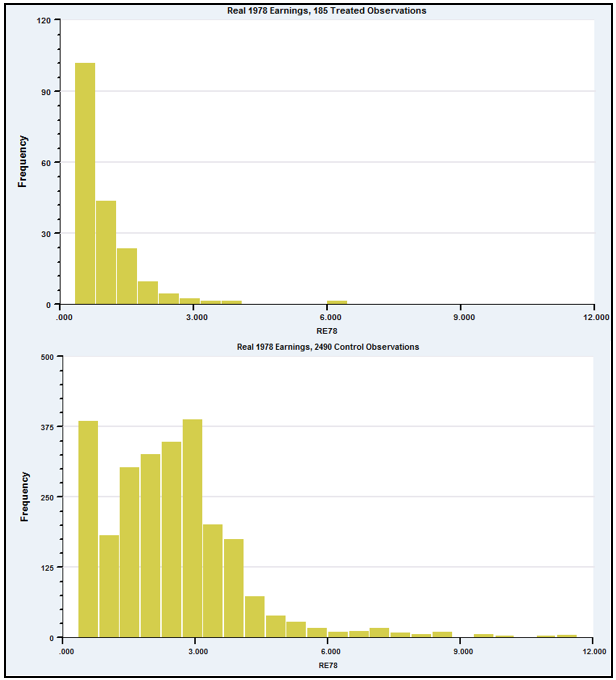 Real 1978 Earnings, 185 Treated Observations
120
90
60
30
0
Frequency
.000 3.000 6.000 9.000 12.000
RE78
Real 1978 Earnings, 2490 Control Observations
500
375
250
125
0
Frequency
.000 3.000 6.000 9.000 12.000
RE78